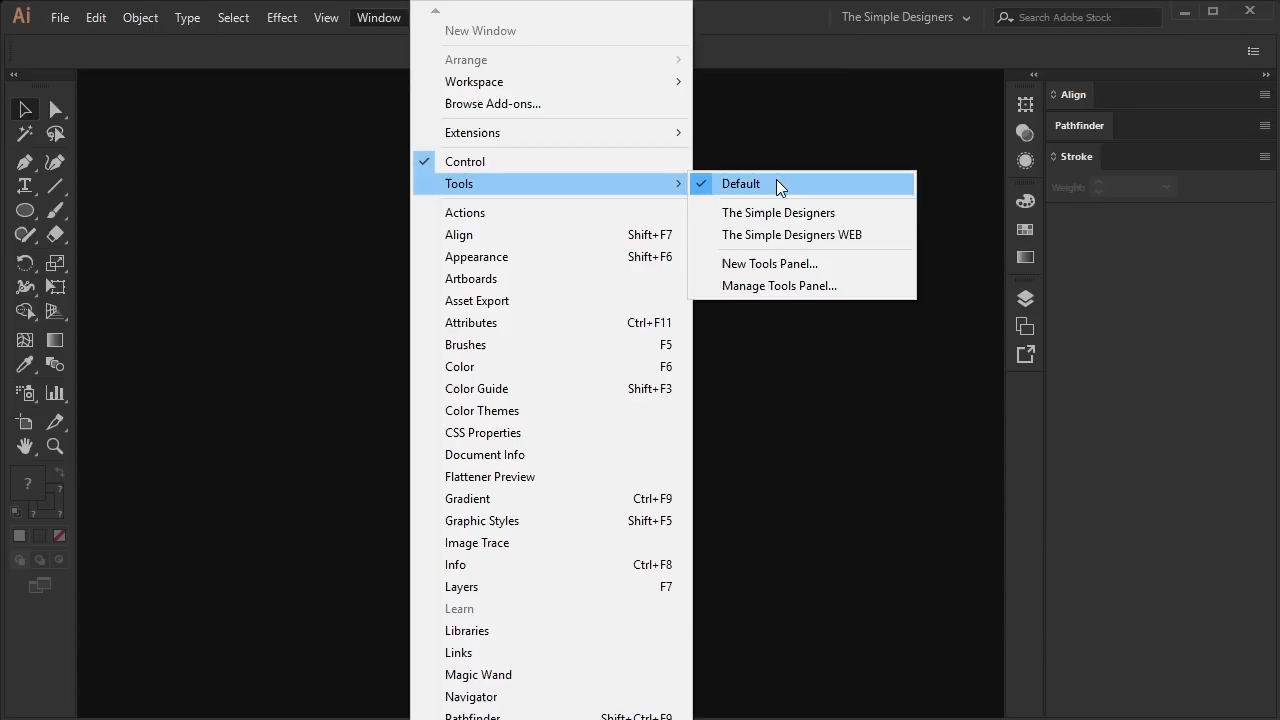 Ai File Edit Object Type Select Effect View Window The Simple Designers Search Adobe Stock
New Window
Arrange
Workspace
Browse Add-ons...
Extensions
Control
Tools
Actions
Align Shift+F7
Appearance Shift+F6
Artboards
Asset Export
Attributes Ctrl+F11
Brushes F5
Color F6
Color Guide Shift+F3
Color Themes
CSS Properties
Document Info
Flattener Preview
Gradient Ctrl+F9
Graphic Styles Shift+F5
Image Trace
Info Ctrl+F8
Layers F7
Learn
Libraries
Links
Magic Wand
Navigator
Pathfinder Shift+Ctrl+F9
Default
The Simple Designers
The Simple Designers WEB
New Tools Panel...
Manage Tools Panel...
Align
Pathfinder
Stroke
Weight:
?
?
? ?